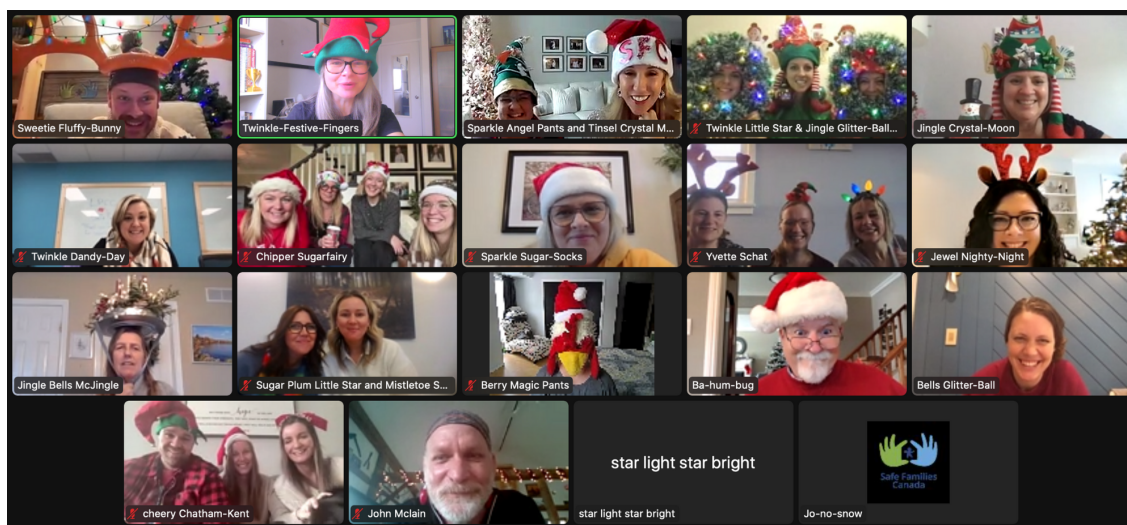 Sweetie Fluffy-Bunny
Twinkle-Festive-Fingers
SFC
Sparkle Angel Pants and Tinsel Crystal M...
Twinkle Little Star & Jingle Glitter-Ball...
Jingle Crystal-Moon
Twinkle Dandy-Day
Chipper Sugarfairy
Sparkle Sugar-Socks
Yvette Schat
Jewel Nighty-Night
Jingle Bells McJingle
Sugar Plum Little Star and Mistletoe S...
Berry Magic Pants
Ba-hum-bug
Bells Glitter-Ball
hope
cheery Chatham-Kent
John Mclain
star light star bright
star light star bright
Safe Families
Canada
Jo-no-snow